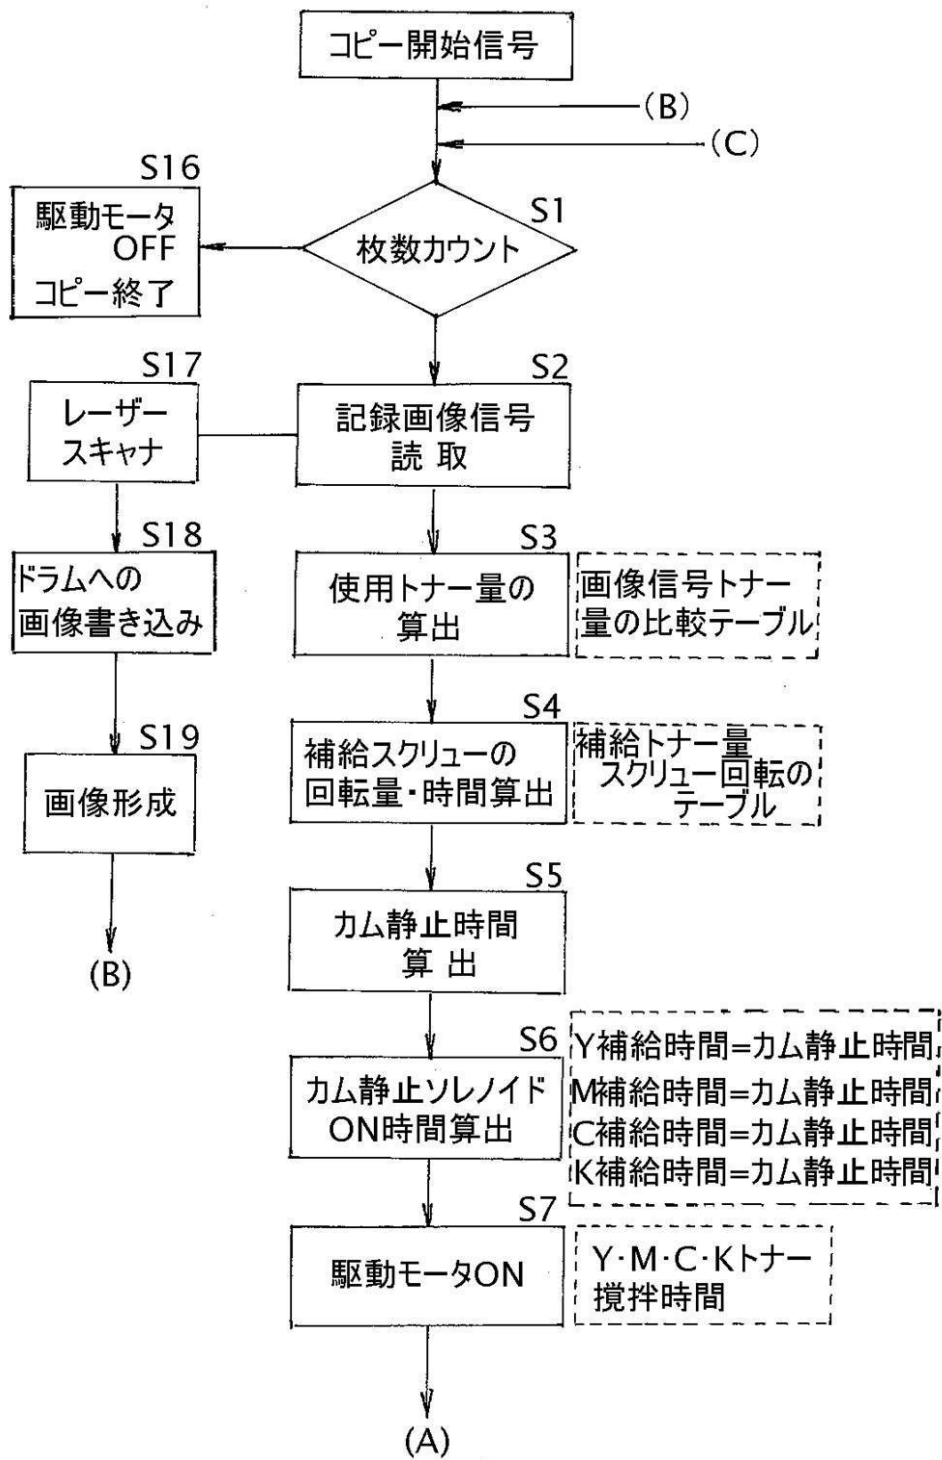 コピー開始信号
(B)
(C)
S16
駆動モータ
OFF
コピー終了
S1
枚数カウント
S17
レーザー
スキャナ
S2
記録画像信号
読 取
S18
ドラムへの
画像書き込み
S3
使用トナー量の
算出
画像信号トナー
量の比較テーブル
S19
画像形成
S4
補給スクリューの
回転量・時間算出
補給トナー量
スクリュー回転の
テーブル
(B)
S5
カム静止時間
算 出
S6
カム静止ソレノイド
ON時間算出
Y補給時間=カム静止時間
M補給時間=カム静止時間
C補給時間=カム静止時間
K補給時間=カム静止時間
S7
駆動モータON
Y・M・C・Kトナー
撹拌時間
(A)